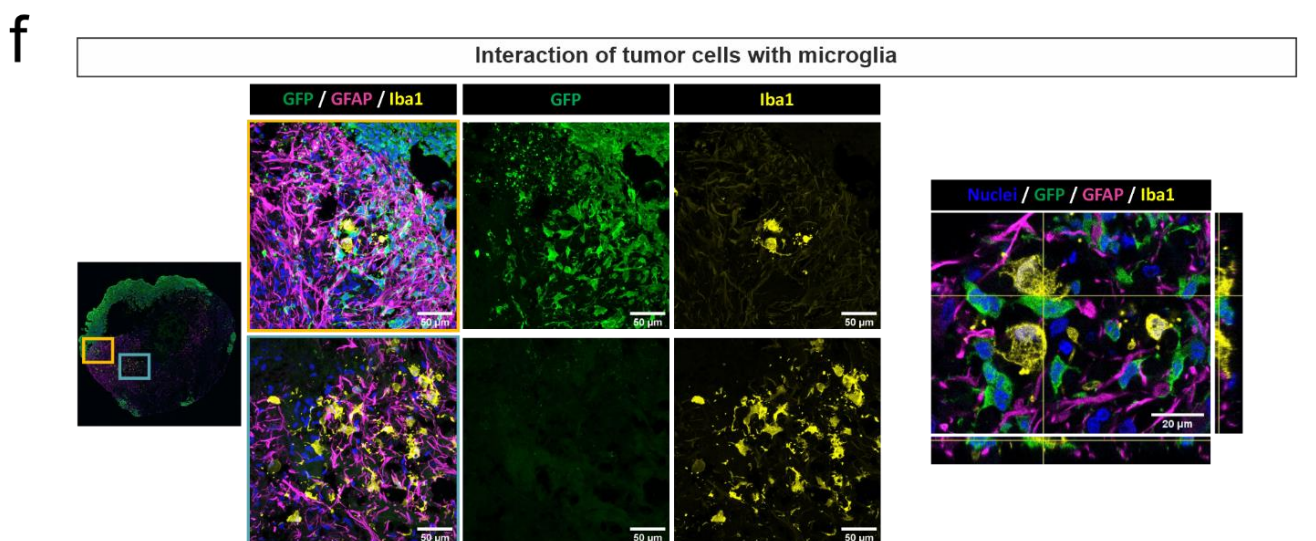 f
Interaction of tumor cells with microglia
GFP / GFAP / Iba1
GFP
Iba1
50 µm
50 µm
50 µm
50 µm
50 µm
50 µm
Nuclei / GFP / GFAP / Iba1
20 µm